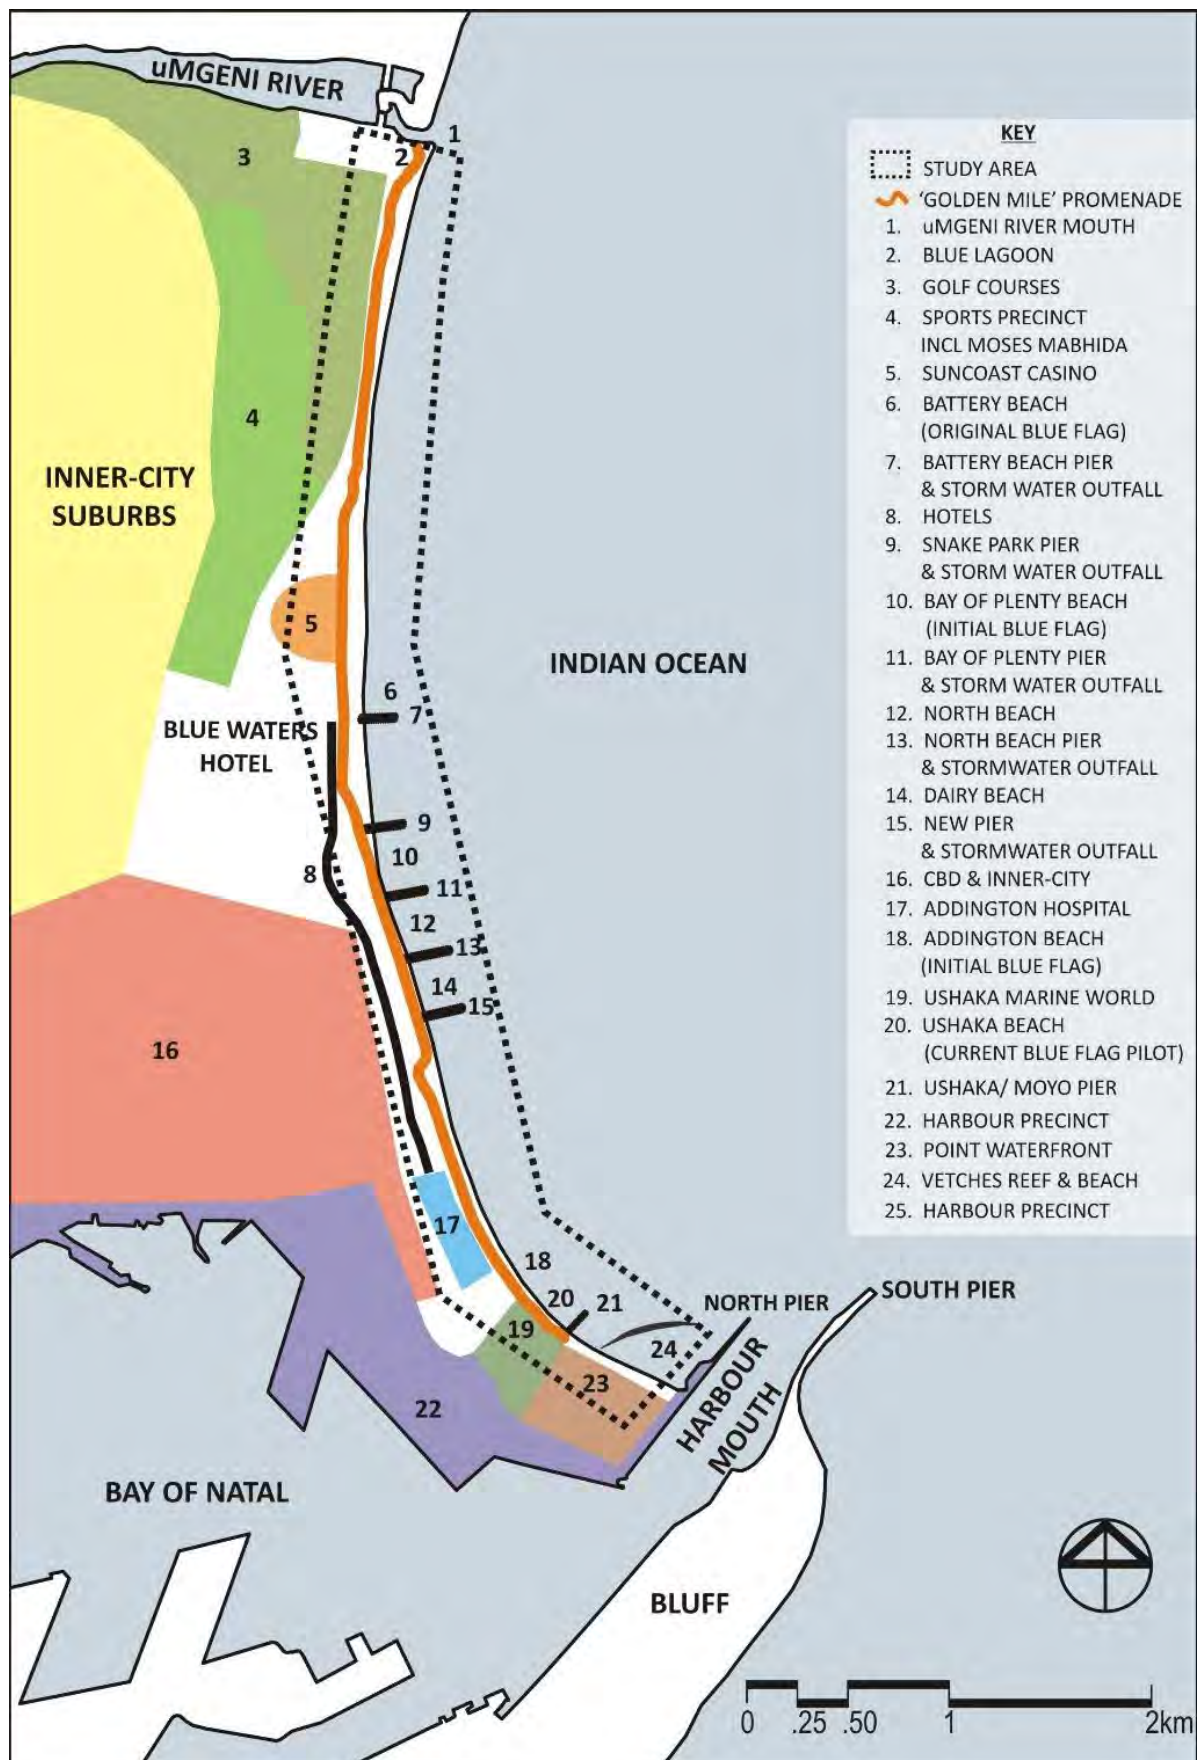 uMGENI RIVER
1
2
3
4
INNER-CITY
SUBURBS
5
INDIAN OCEAN
6
7
BLUE WATERS
HOTEL
9
10
8
11
12
13
14
15
16
17
18
20
21
19
24
23
22
NORTH PIER
SOUTH PIER
HARBOUR
MOUTH
BAY OF NATAL
BLUFF
KEY
STUDY AREA
'GOLDEN MILE' PROMENADE
1. uMGENI RIVER MOUTH
2. BLUE LAGOON
3. GOLF COURSES
4. SPORTS PRECINCT
INCL MOSES MABHIDA
5. SUNCOAST CASINO
6. BATTERY BEACH
(ORIGINAL BLUE FLAG)
7. BATTERY BEACH PIER
& STORM WATER OUTFALL
8. HOTELS
9. SNAKE PARK PIER
& STORM WATER OUTFALL
10. BAY OF PLENTY BEACH
(INITIAL BLUE FLAG)
11. BAY OF PLENTY PIER
& STORM WATER OUTFALL
12. NORTH BEACH
13. NORTH BEACH PIER
& STORMWATER OUTFALL
14. DAIRY BEACH
15. NEW PIER
& STORMWATER OUTFALL
16. CBD & INNER-CITY
17. ADDINGTON HOSPITAL
18. ADDINGTON BEACH
(INITIAL BLUE FLAG)
19. USHAKA MARINE WORLD
20. USHAKA BEACH
(CURRENT BLUE FLAG PILOT)
21. USHAKA/ MOYO PIER
22. HARBOUR PRECINCT
23. POINT WATERFRONT
24. VETCHES REEF & BEACH
25. HARBOUR PRECINCT
0 .25 .50 1 2km